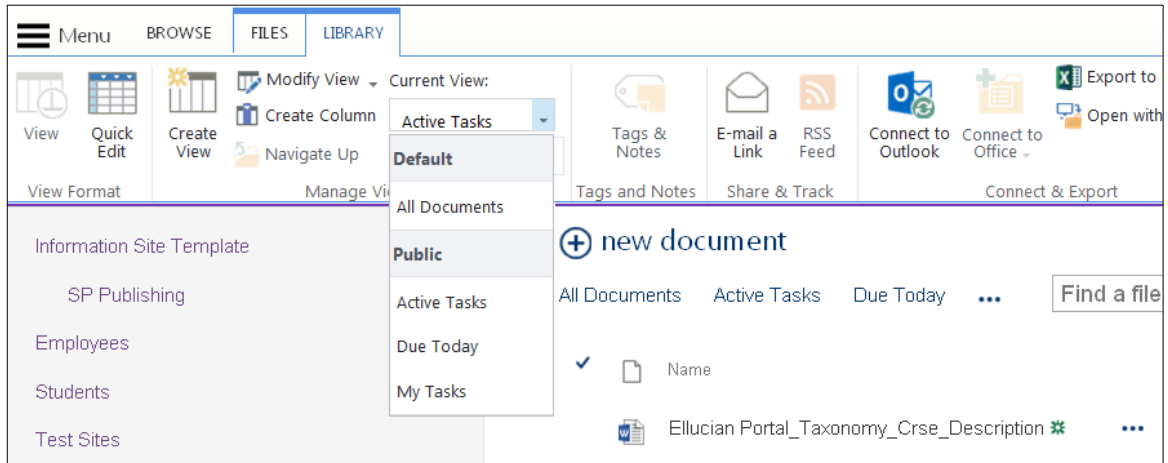 Menu BROWSE FILES LIBRARY
Modify View Current View: Export to
Create Column Active Tasks Open with
View Quick Edit Create View Navigate Up Tags & Notes E-mail a Link RSS Feed Connect to Outlook Connect to Office
Default
View Format Manage Vi Tags and Notes Share & Track Connect & Export
All Documents
Public
Active Tasks
Due Today
My Tasks
Information Site Template
SP Publishing
Employees
Students
Test Sites
new document
All Documents Active Tasks Due Today ... Find a file
Name
Ellucian Portal_Taxonomy_Crse_Description ...